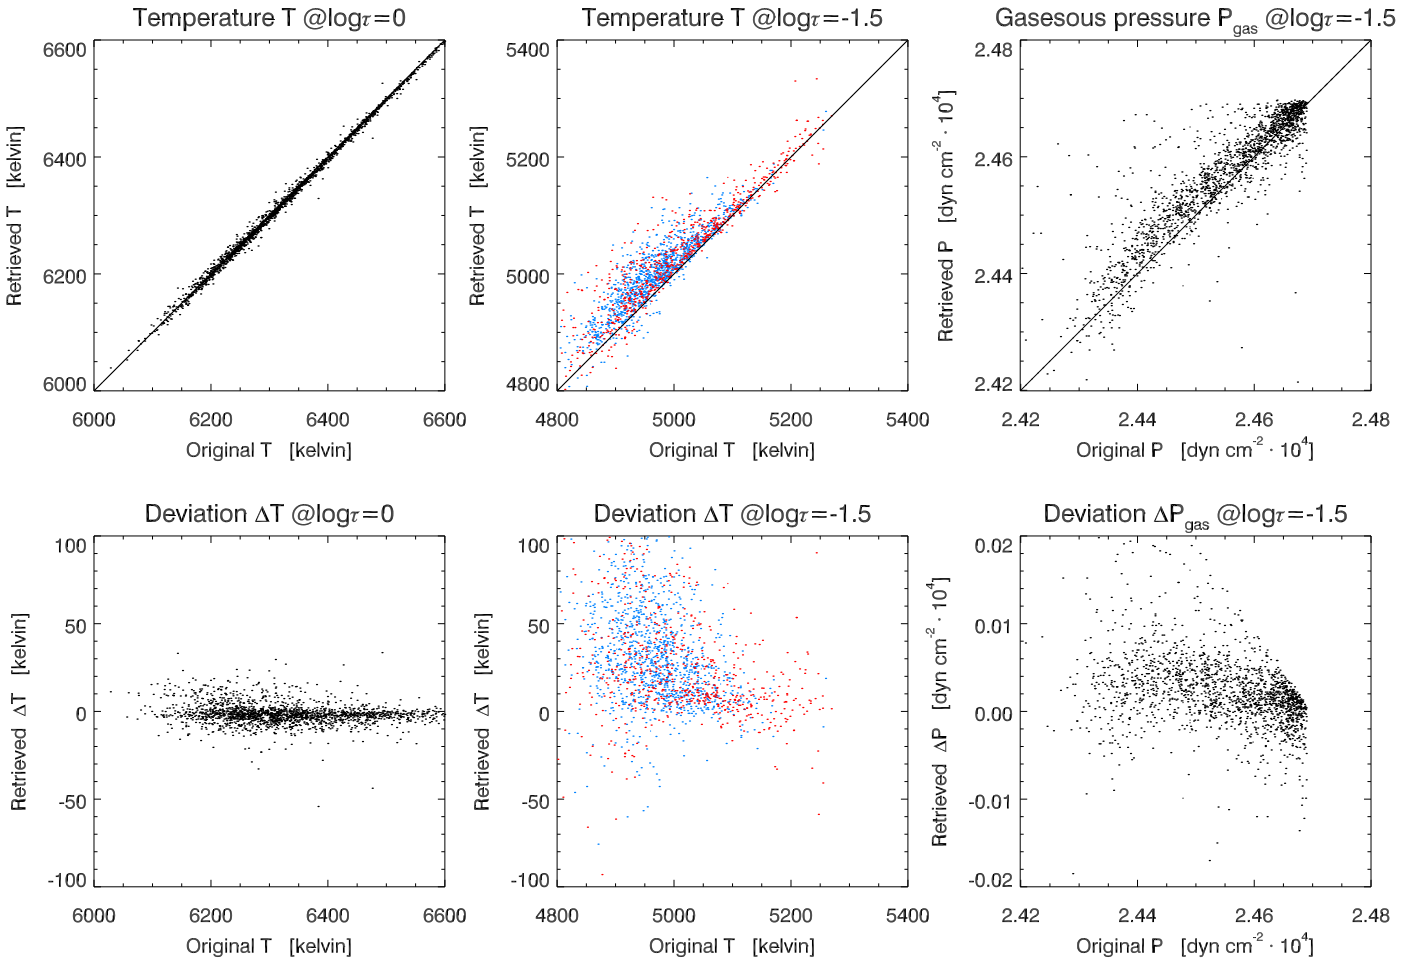 Temperature T @logτ=0
6600
6400
6200
6000
Retrieved T [kelvin]
6000 6200 6400 6600
Original T [kelvin]
Temperature T @logτ=-1.5
5400
5200
5000
4800
Retrieved T [kelvin]
4800 5000 5200 5400
Original T [kelvin]
Gasesous pressure Pgas @logτ=-1.5
2.48
2.46
2.44
2.42
Retrieved P [dyn cm⁻² · 10⁴]
2.42 2.44 2.46 2.48
Original P [dyn cm⁻² · 10⁴]
Deviation ΔT @logτ=0
100
50
0
-50
-100
Retrieved ΔT [kelvin]
6000 6200 6400 6600
Original T [kelvin]
Deviation ΔT @logτ=-1.5
100
50
0
-50
-100
Retrieved ΔT [kelvin]
4800 5000 5200 5400
Original T [kelvin]
Deviation ΔPgas @logτ=-1.5
0.02
0.01
0.00
-0.01
-0.02
Retrieved ΔP [dyn cm⁻² · 10⁴]
2.42 2.44 2.46 2.48
Original P [dyn cm⁻² · 10⁴]